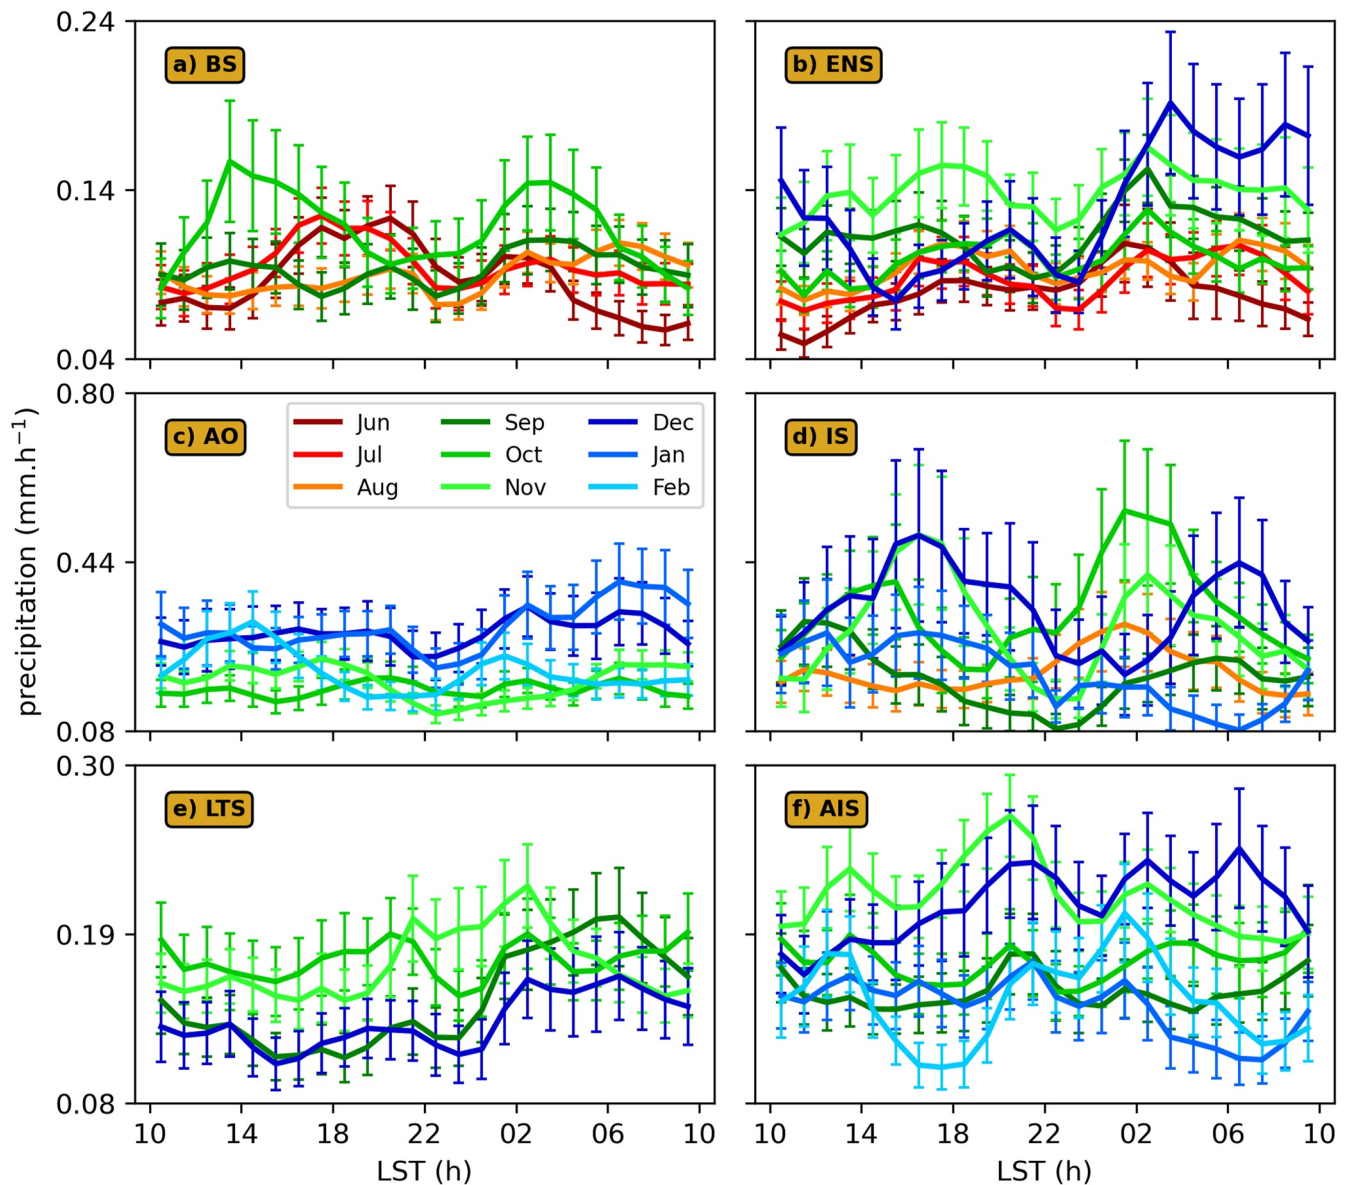 0.24
a) BS
b) ENS
0.14
0.04
0.80
c) AO
Jun
Sep
Dec
Jul
Oct
Jan
Aug
Nov
Feb
d) IS
0.44
0.08
precipitation (mm.h⁻¹)
0.30
e) LTS
f) AIS
0.19
0.08
10 14 18 22 02 06 10
10 14 18 22 02 06 10
LST (h)
LST (h)